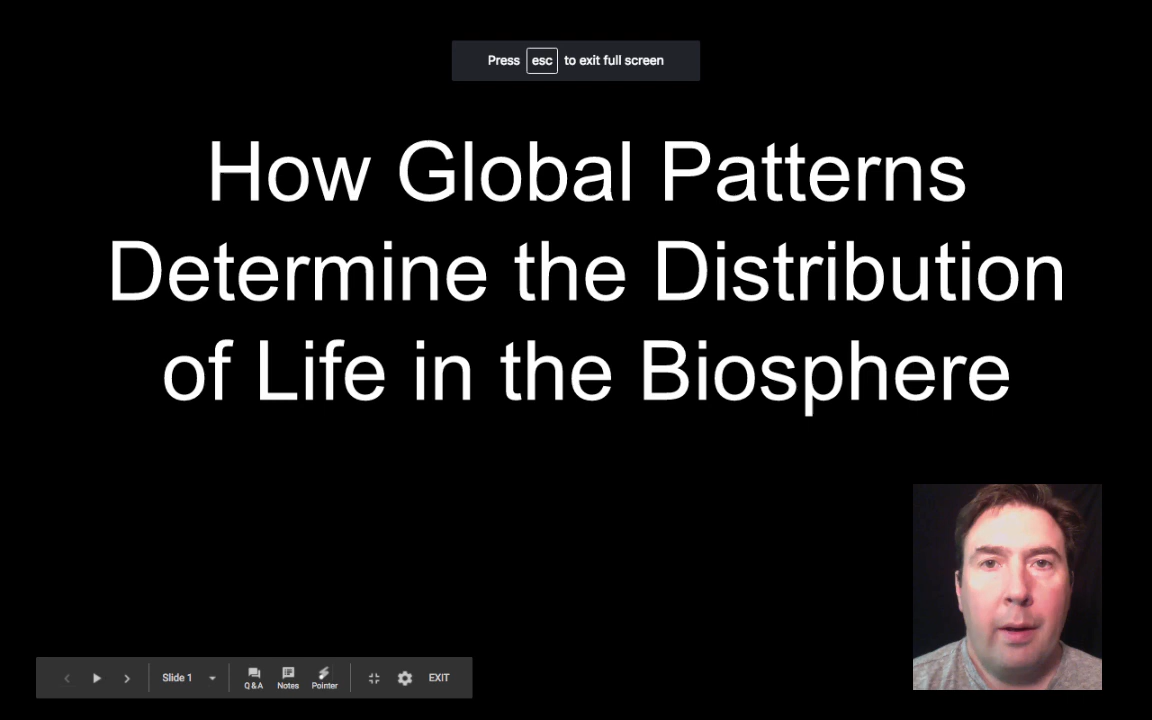 Press esc to exit full screen
How Global Patterns
Determine the Distribution
of Life in the Biosphere
Slide 1
Q&A
Notes
Pointer
EXIT